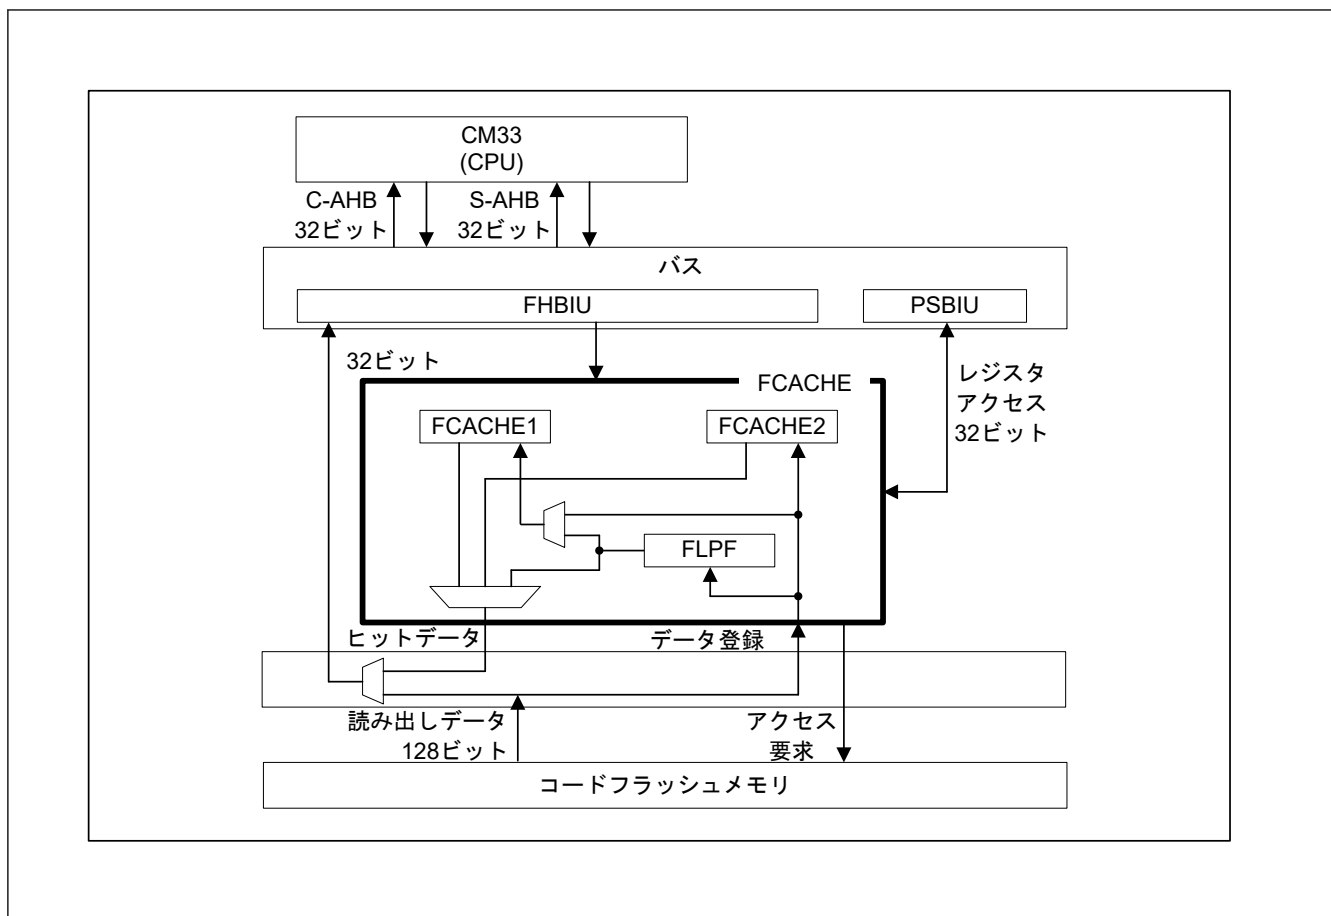 CM33
(CPU)
C-AHB
32ビット
S-AHB
32ビット
バス
FHBIU
PSBIU
32ビット
FCACHE
レジスタ
アクセス
32ビット
FCACHE1
FCACHE2
FLPF
ヒットデータ
データ登録
読み出しデータ
128ビット
アクセス
要求
コードフラッシュメモリ